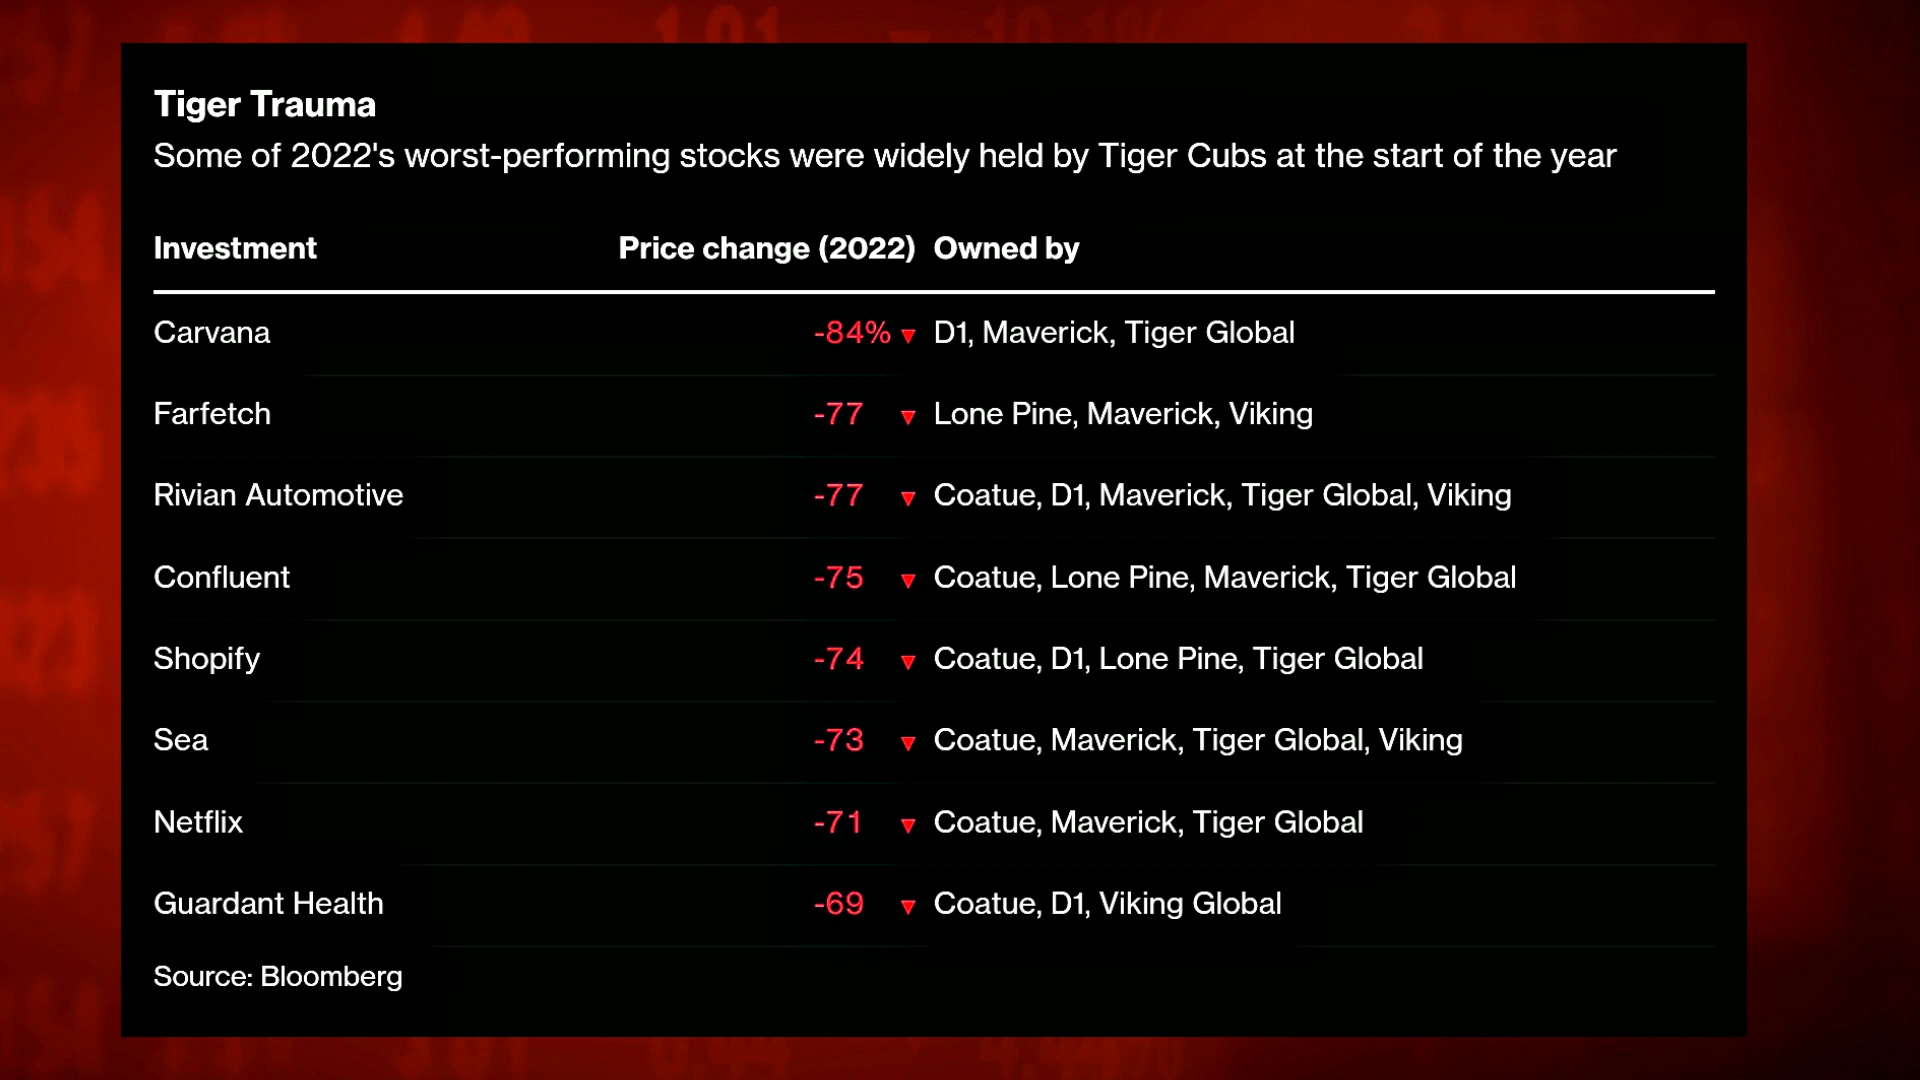 Tiger Trauma
Some of 2022's worst-performing stocks were widely held by Tiger Cubs at the start of the year
Investment Price change (2022) Owned by
Carvana -84% ▼ D1, Maverick, Tiger Global
Farfetch -77 ▼ Lone Pine, Maverick, Viking
Rivian Automotive -77 ▼ Coatue, D1, Maverick, Tiger Global, Viking
Confluent -75 ▼ Coatue, Lone Pine, Maverick, Tiger Global
Shopify -74 ▼ Coatue, D1, Lone Pine, Tiger Global
Sea -73 ▼ Coatue, Maverick, Tiger Global, Viking
Netflix -71 ▼ Coatue, Maverick, Tiger Global
Guardant Health -69 ▼ Coatue, D1, Viking Global
Source: Bloomberg